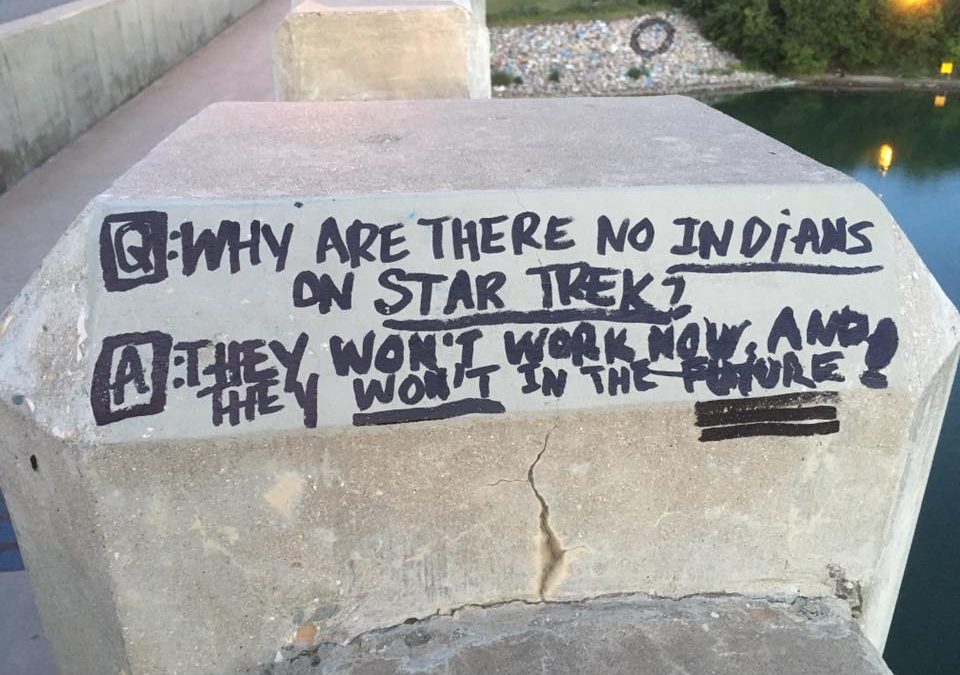 Q: WHY ARE THERE NO INDiANS
ON STAR TREK?
A: THEY WON'T WORK NOW, AND
THEY WON'T IN THE FUTURE!